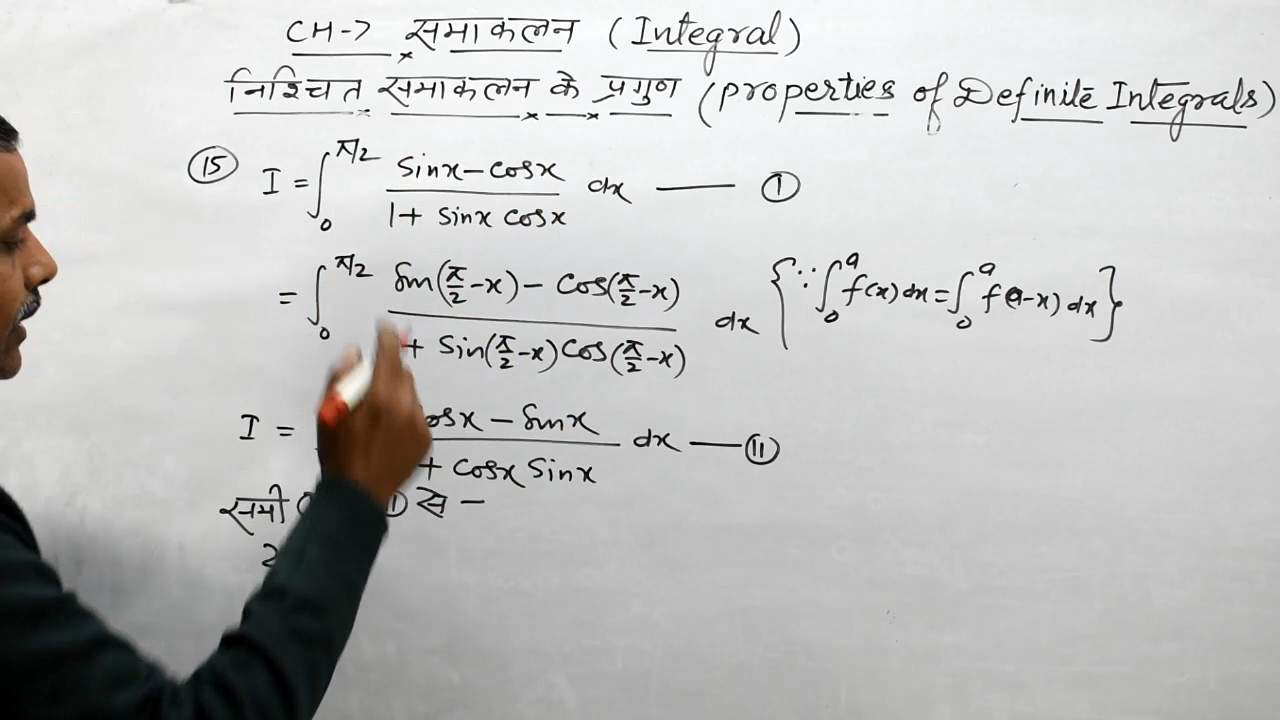 CH-7 समाकलन (Integral)
निश्चित समाकलन के प्रगुण (properties of Definite Integrals)
(15) I = ∫₀^π/2 (sinx - cosx)/(1 + sinx cosx) dx —— (1)
= ∫₀^π/2 (Sin(π/2 - x) - Cos(π/2 - x))/(+ Sin(π/2 - x) Cos(π/2 - x)) dx {∵ ∫₀^a f(x) dx = ∫₀^a f(a-x) dx}
I = (osx - Sinx)/(+ Cosx Sinx) dx —— (11)
समी (1) से -
2